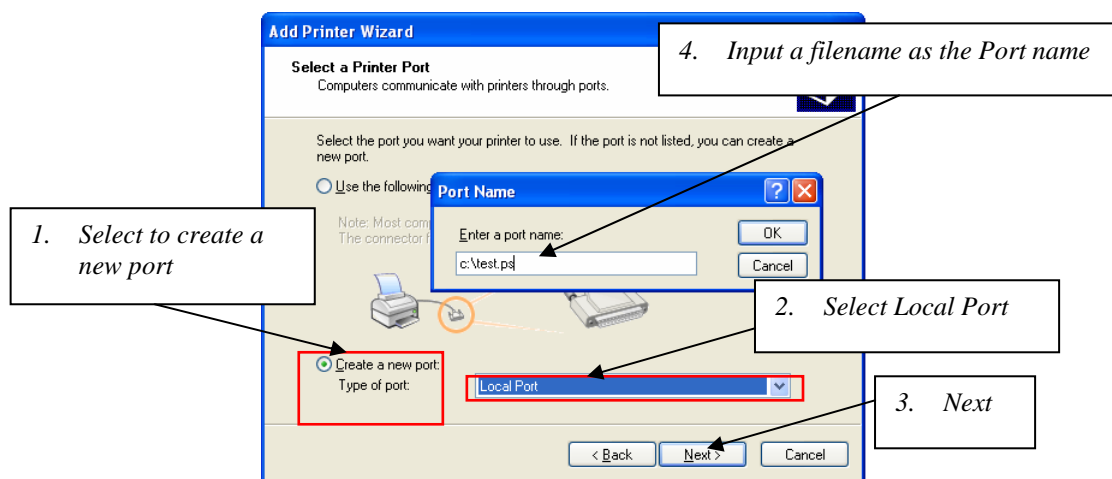 Add Printer Wizard
4. Input a filename as the Port name
Select a Printer Port
Computers communicate with printers through ports.
Select the port you want your printer to use. If the port is not listed, you can create a
new port.
Use the following
Port Name
Note: Most com
The connector
Enter a port name:
OK
c:\test.ps
Cancel
1. Select to create a
new port
2. Select Local Port
Create a new port:
Type of port:
Local Port
3. Next
< Back
Next >
Cancel